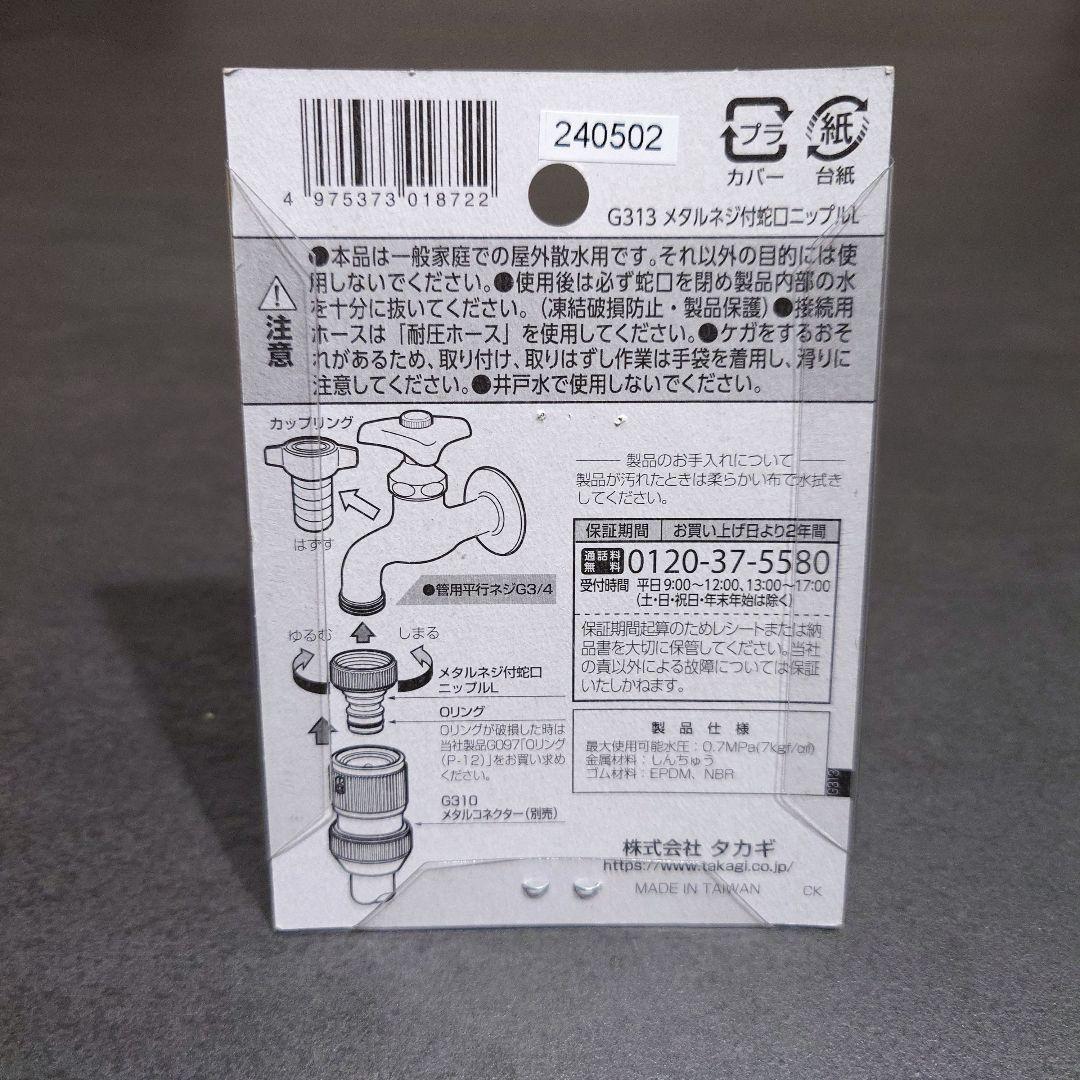 240502
プラ
カバー
紙
台紙
4 975373 018722
G313 メタルネジ付蛇口ニップルL
注意
●本品は一般家庭での屋外散水用です。それ以外の目的には使
用しないでください。●使用後は必ず蛇口を閉め製品内部の水
を十分に抜いてください。(凍結破損防止・製品保護)●接続用
ホースは「耐圧ホース」を使用してください。●ケガをするおそ
れがあるため、取り付け、取りはずし作業は手袋を着用し、滑りに
注意してください。●井戸水で使用しないでください。
カップリング
はずす
●管用平行ネジG3/4
ゆるむ
しまる
メタルネジ付蛇口
ニップルL
Oリング
Oリングが破損した時は
当社製品G097「Oリング
(P-12)」をお買い求め
ください。
G310
メタルコネクター(別売)
製品のお手入れについて
製品が汚れたときは柔らかい布で水拭き
してください。
保証期間 お買い上げ日より2年間
通話料無料 0120-37-5580
受付時間 平日9:00〜12:00、13:00〜17:00
(土・日・祝日・年末年始は除く)
保証期間起算のためレシートまたは納
品書を大切に保管してください。当社
の責以外による故障については保証
いたしかねます。
製品仕様
最大使用可能水圧:0.7MPa(7kgf/c㎡)
金属材料:しんちゅう
ゴム材料:EPDM、NBR
G313
株式会社 タカギ
https://www.takagi.co.jp/
MADE IN TAIWAN
CK